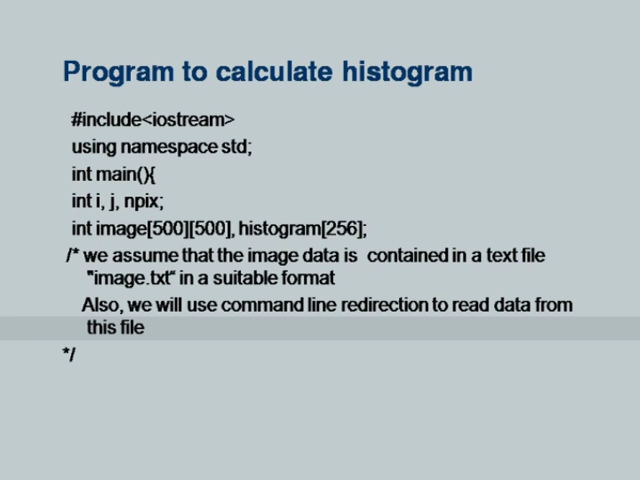 Program to calculate histogram
#include<iostream>
using namespace std;
int main(){
int i, j, npix;
int image[500][500], histogram[256];
/* we assume that the image data is contained in a text file
"image.txt“ in a suitable format
Also, we will use command line redirection to read data from
this file
*/